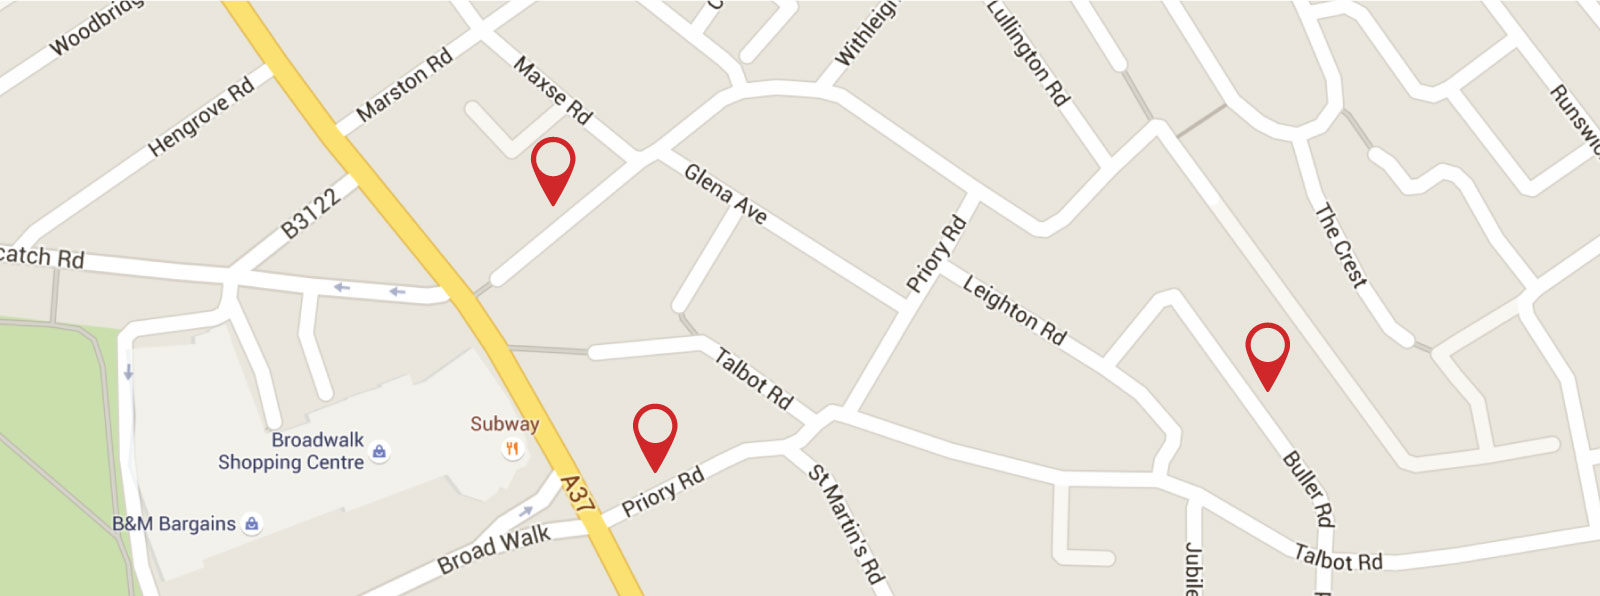 Woodbridg
Withleigh
Lullington Rd
Marston Rd
Maxse Rd
Hengrove Rd
Runswic
Glena Ave
B3122
Priory Rd
The Crest
catch Rd
Leighton Rd
Talbot Rd
Subway
Broadwalk
Shopping Centre
A37
Priory Rd
Buller Rd
St Martin's Rd
B&M Bargains
Broad Walk
Talbot Rd
Jubile